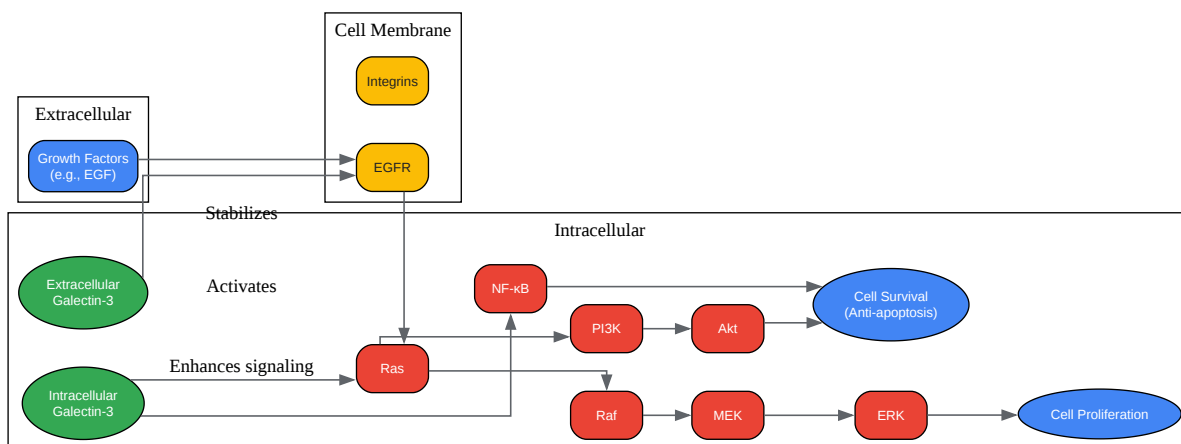 Cell Membrane
Integrins
Extracellular
Growth Factors
(e.g., EGF)
EGFR
Stabilizes
Intracellular
Extracellular
Galectin-3
Activates
NF-κB
Cell Survival
(Anti-apoptosis)
PI3K
Akt
Enhances signaling
Ras
Intracellular
Galectin-3
Raf
MEK
ERK
Cell Proliferation